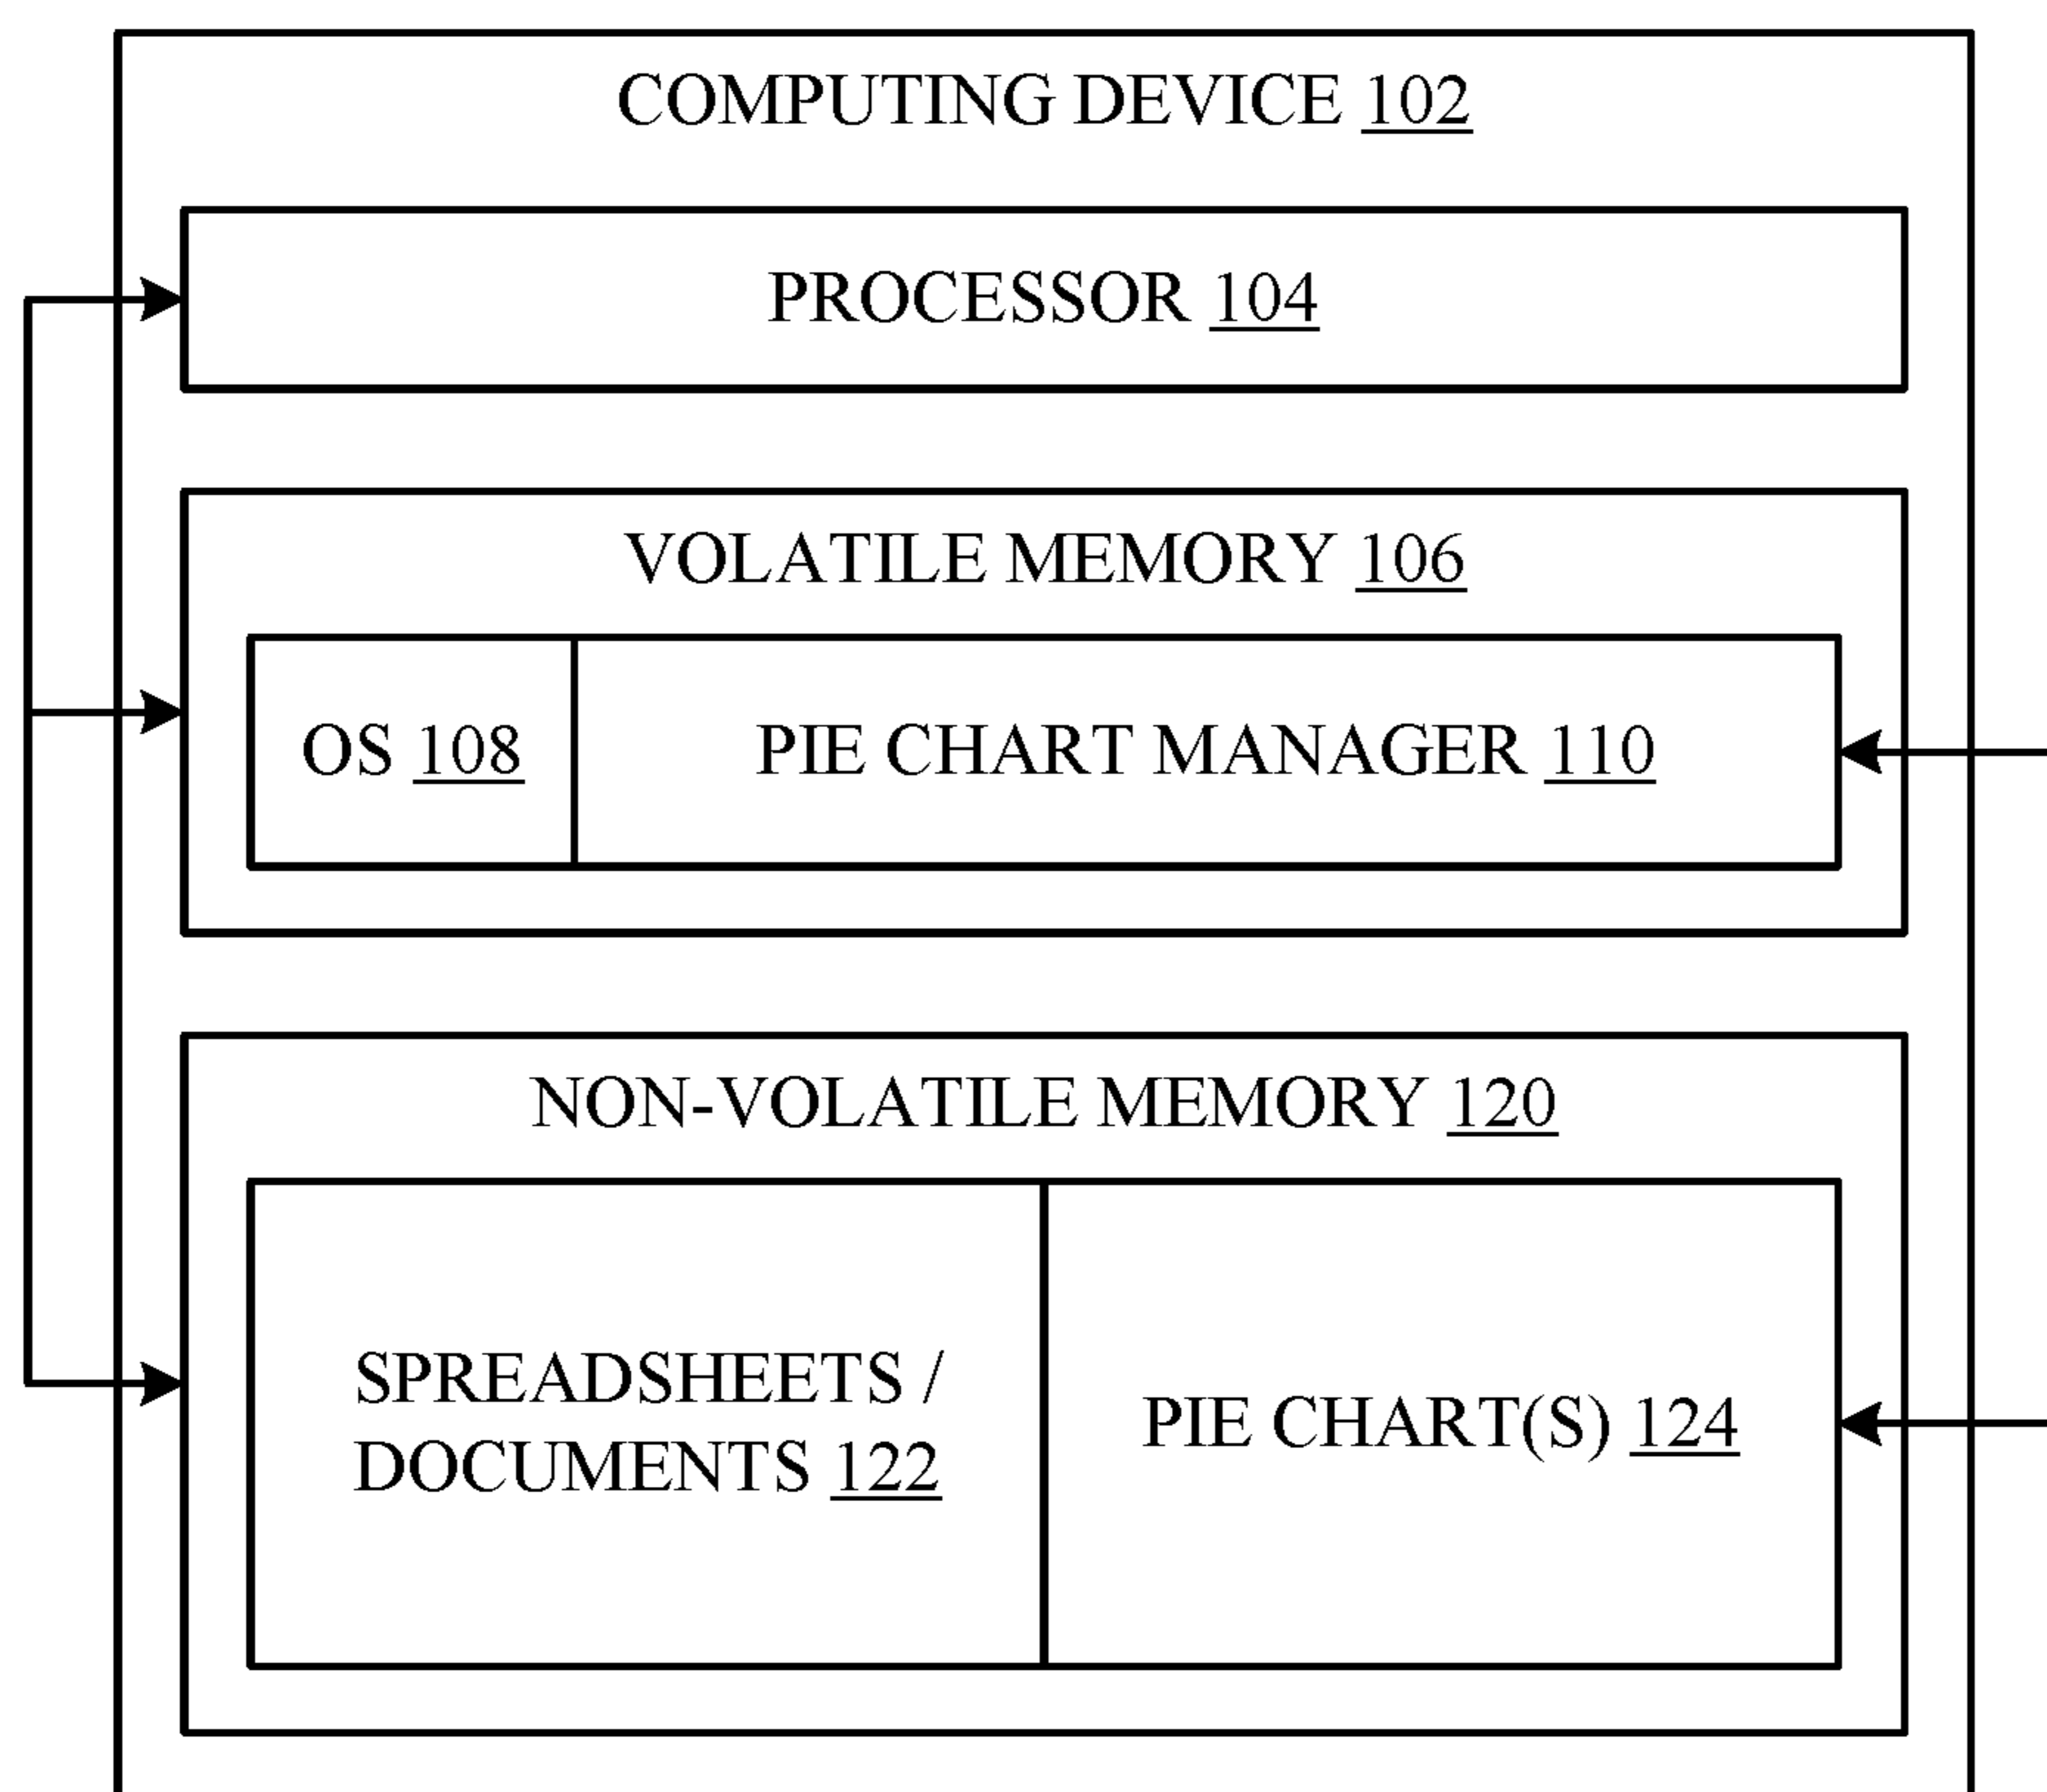 COMPUTING DEVICE 102
PROCESSOR 104
VOLATILE MEMORY 106
OS 108
PIE CHART MANAGER 110
NON-VOLATILE MEMORY 120
SPREADSHEETS /
DOCUMENTS 122
PIE CHART(S) 124